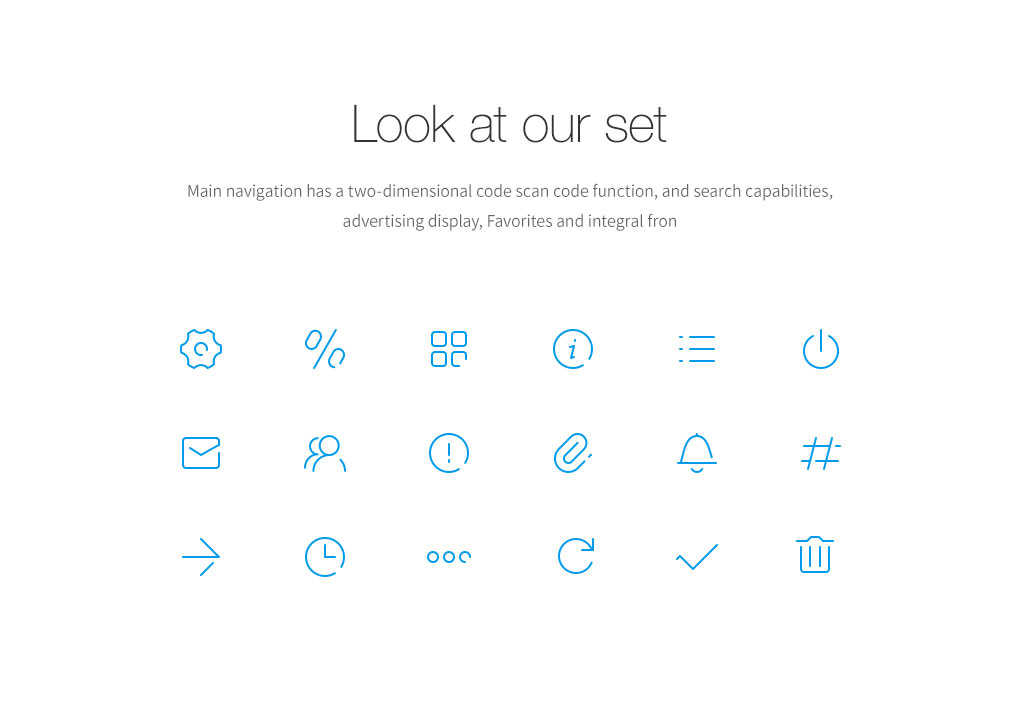 Look at our set
Main navigation has a two-dimensional code scan code function, and search capabilities,
advertising display, Favorites and integral fron